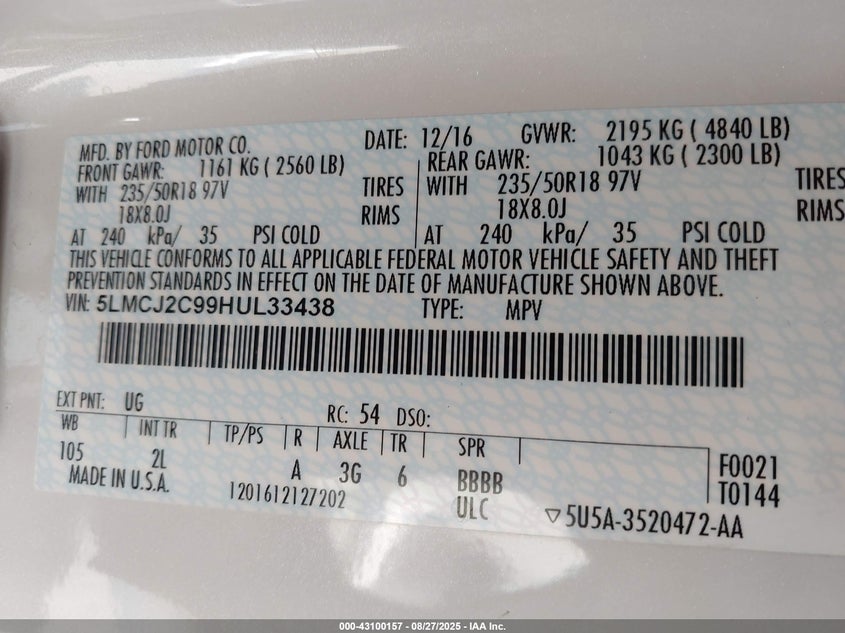 MFD. BY FORD MOTOR CO. DATE: 12/16 GVWR: 2195 KG ( 4840 LB)
FRONT GAWR: 1161 KG ( 2560 LB) REAR GAWR: 1043 KG ( 2300 LB)
WITH 235/50R18 97V TIRES WITH 235/50R18 97V TIRES
18X8.0J RIMS 18X8.0J RIMS
AT 240 kPa/ 35 PSI COLD AT 240 kPa/ 35 PSI COLD
THIS VEHICLE CONFORMS TO ALL APPLICABLE FEDERAL MOTOR VEHICLE SAFETY AND THEFT
PREVENTION STANDARDS IN EFFECT ON THE DATE OF MANUFACTURE SHOWN ABOVE.
VIN: 5LMCJ2C99HUL33438 TYPE: MPV
EXT PNT: UG RC: 54 DSO:
WB INT TR TP/PS R AXLE TR SPR
105 2L A 3G 6 BBBB F0021
MADE IN U.S.A. 1201612127202 ULC T0144
▽5U5A-3520472-AA
000-43100157 - 08/27/2025 - IAA Inc.